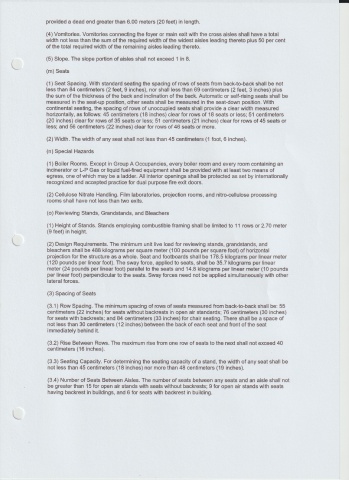 provided a dead end greater than 6.00 meters (20 feet) in length.
(4) Vomitories. Vomitories connecting the foyer or main exit with the cross aisles shall have a total
width not less than the sum of the required width of the widest aisles leading thereto plus 50 per cent
of the total required width of the remaining aisles leading thereto.
(5) Slope. The slope portion of aisles shall not exceed 1 in 8.
(m) Seats
(1) Seat Spacing. With standard seating the spacing of rows of seats from back-to-back shall be not
less than 84 centimeters (2 feet, 9 inches), nor shall less than 69 centimeters (2 feet, 3 inches) plus
the sum of the thickness of the back and inclination of the back. Automatic or self-rising seats shall be
measured in the seat-up position, other seats shall be measured in the seat-down position. With
continental seating, the spacing of rows of unoccupied seats shall provide a clear width measured
horizontally, as follows: 45 centimeters (18 inches) clear for rows of 18 seats or less; 51 centimeters
(20 inches) clear for rows of 35 seats or less; 51 centimeters (21 inches) clear for rows of 45 seats or
less; and 56 centimeters (22 inches) clear for rows of 46 seats or more.
(2) Width. The width of any seat shall not less than 45 centimeters (1 foot, 6 inches).
(n) Special Hazards
(1) Boiler Rooms. Except in Group A Occupancies, every boiler room and every room containing an
incinerator or L-P Gas or liquid fuel-fired equipment shall be provided with at least two means of
egress, one of which may be a ladder. All interior openings shall be protected as set by internationally
recognized and accepted practice for dual purpose fire exit doors.
(2) Cellulose Nitrate Handling. Film laboratories, projection rooms, and nitro-cellulose processing
rooms shall have not less than two exits.
(o) Reviewing Stands, Grandstands, and Bleachers
(1) Height of Stands. Stands employing combustible framing shall be limited to 11 rows or 2.70 meter
(9 feet) in height.
(2) Design Requirements. The minimum unit live load for reviewing stands, grandstands, and
bleachers shall be 488 kilograms per square meter (100 pounds per square foot) of horizontal
projection for the structure as a whole. Seat and footboards shall be 178.5 kilograms per linear meter
(120 pounds per linear foot). The sway force, applied to seats, shall be 35.7 kilograms per linear
meter (24 pounds per linear foot) parallel to the seats and 14.8 kilograms per linear meter (10 pounds
per linear foot) perpendicular to the seats. Sway forces need not be applied simultaneously with other
lateral forces.
(3) Spacing of Seats
(3.1) Row Spacing. The minimum spacing of rows of seats measured from back-to-back shall be: 55
centimeters (22 inches) for seats without backrests in open air standards; 76 centimeters (30 inches)
for seats with backrests; and 84 centimeters (33 inches) for chair seating. There shall be a space of
not less than 30 centimeters (12 inches) between the back of each seat and front of the seat
immediately behind it.
(3.2) Rise Between Rows. The maximum rise from one row of seats to the next shall not exceed 40
centimeters (16 inches).
(3.3) Seating Capacity. For determining the seating capacity of a stand, the width of any seat shall be
not less than 45 centimeters (18 inches) nor more than 48 centimeters (19 inches).
(3.4) Number of Seats Between Aisles. The number of seats between any seats and an aisle shall not
be greater than 15 for open air stands with seats without backrests; 9 for open air stands with seats
having backrest in buildings, and 6 for seats with backrest in building.